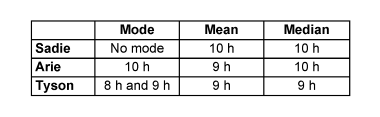 Mode Mean Median
Sadie No mode 10 h 10 h
Arie 10 h 9 h 10 h
Tyson 8 h and 9 h 9 h 9 h